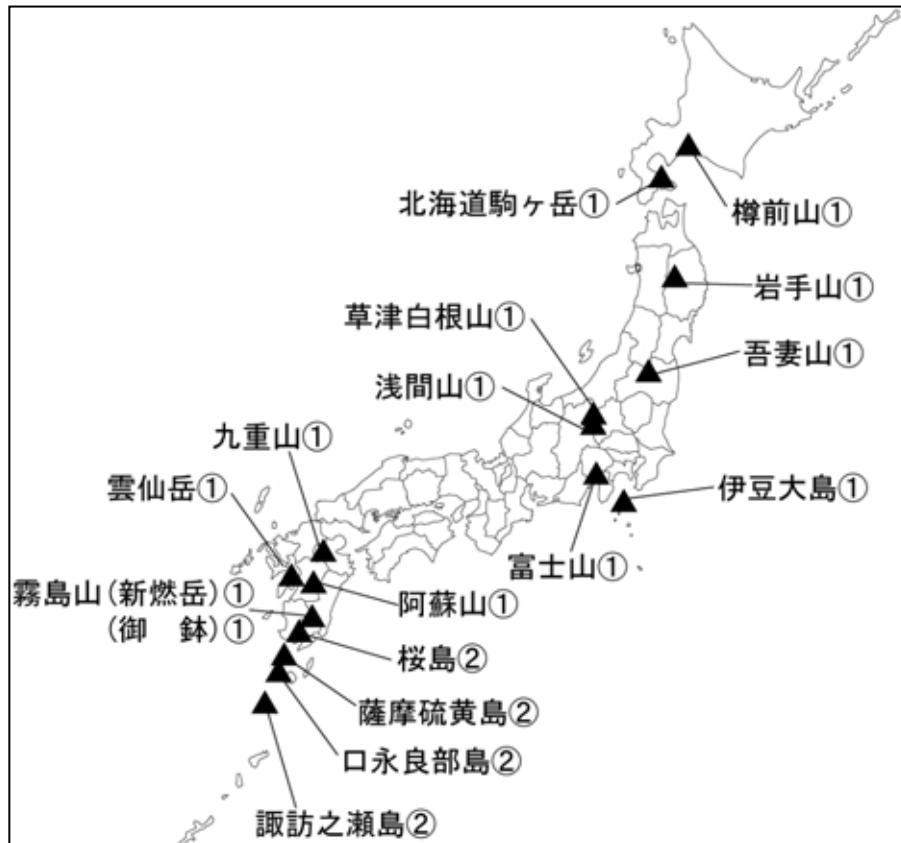 北海道駒ヶ岳①
樽前山①
岩手山①
草津白根山①
吾妻山①
浅間山①
九重山①
雲仙岳①
伊豆大島①
富士山①
霧島山(新燃岳)①
(御　鉢)①
阿蘇山①
桜島②
薩摩硫黄島②
口永良部島②
諏訪之瀬島②